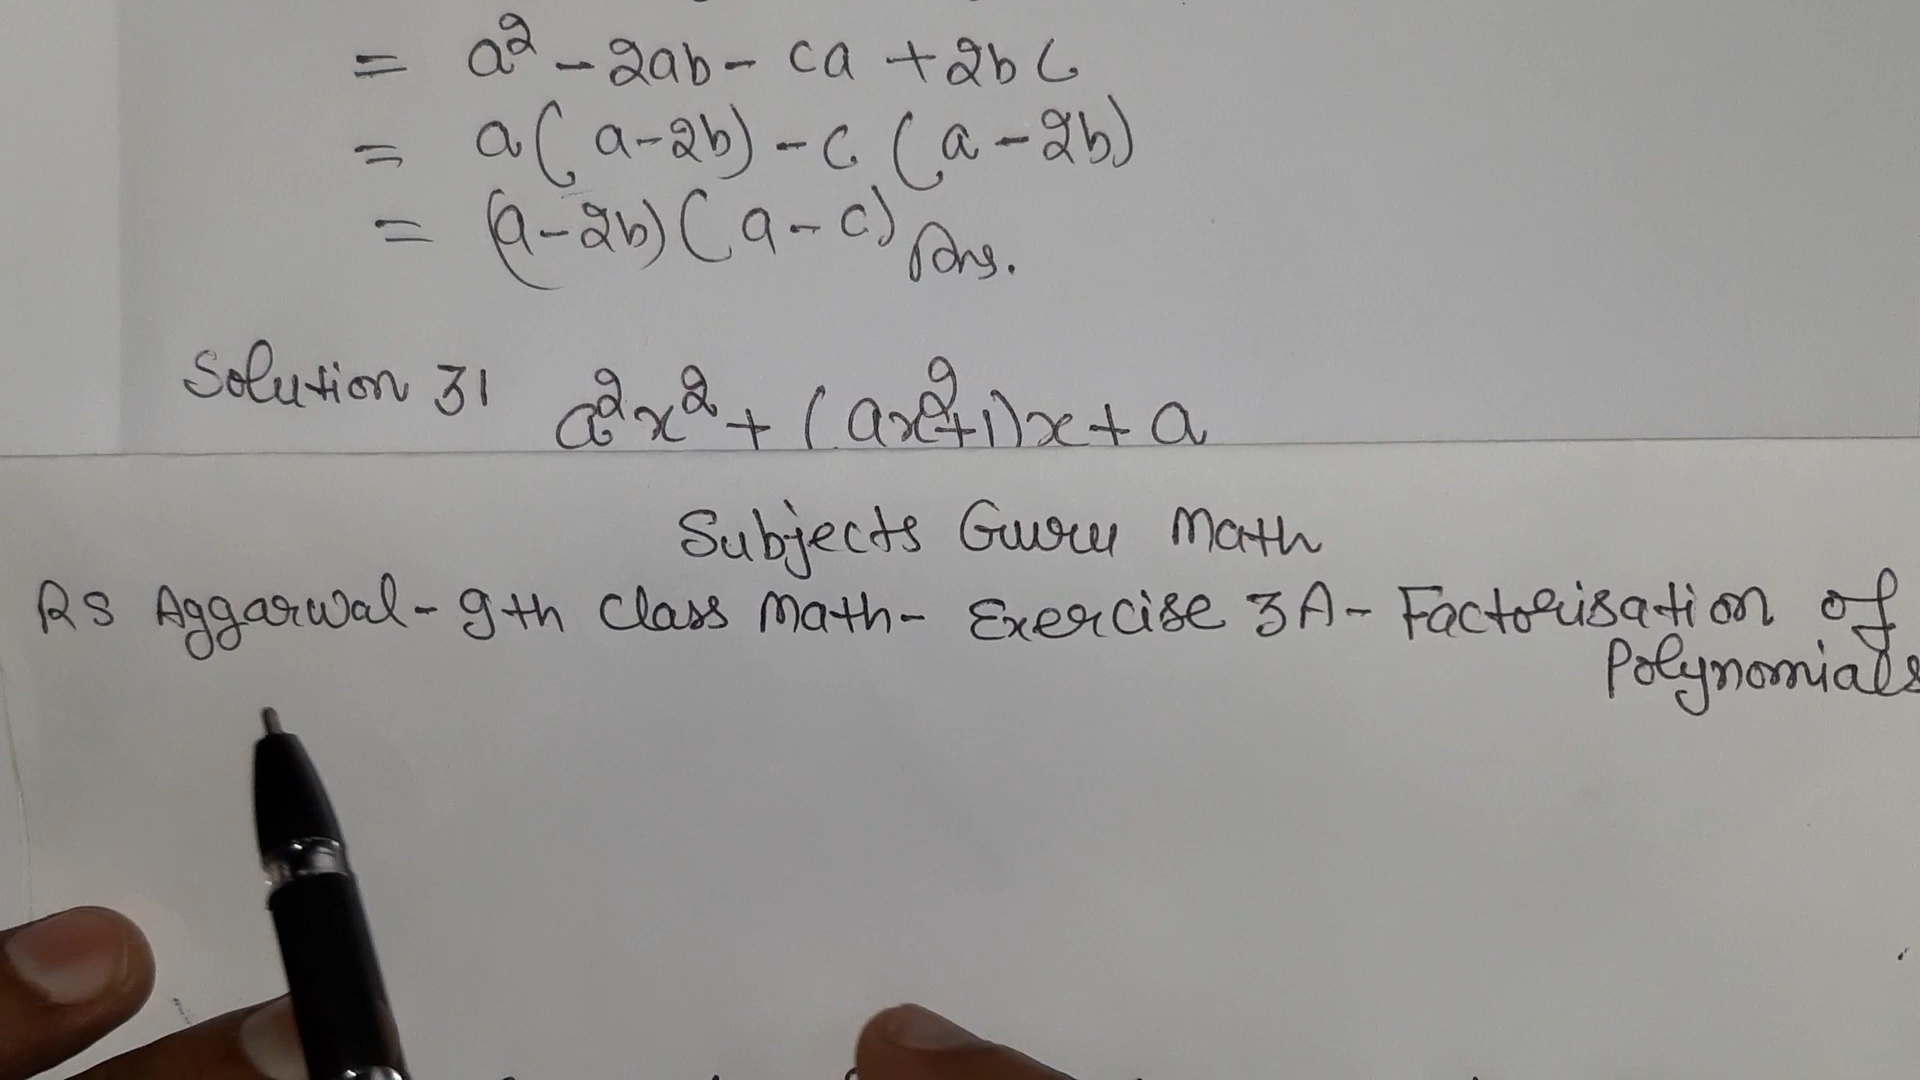 = a² - 2ab - ca + 2bc
= a(a-2b) - c(a-2b)
= (a-2b)(a-c) Ans.
Solution 31 a²x² + (ax²+1)x + a
Subjects Guru Math
RS Aggarwal - 9th Class Math - Exercise 3A - Factorisation of
Polynomials